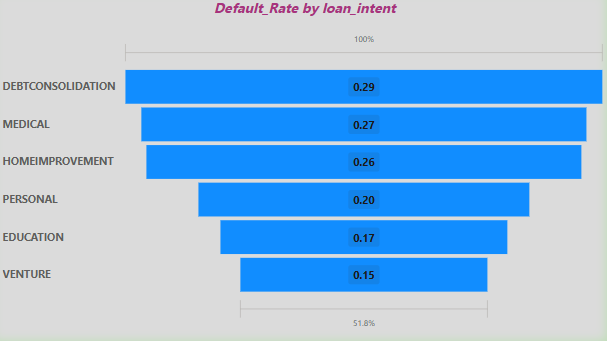 Default_Rate by loan_intent
100%
DEBTCONSOLIDATION 0.29
MEDICAL 0.27
HOMEIMPROVEMENT 0.26
PERSONAL 0.20
EDUCATION 0.17
VENTURE 0.15
51.8%